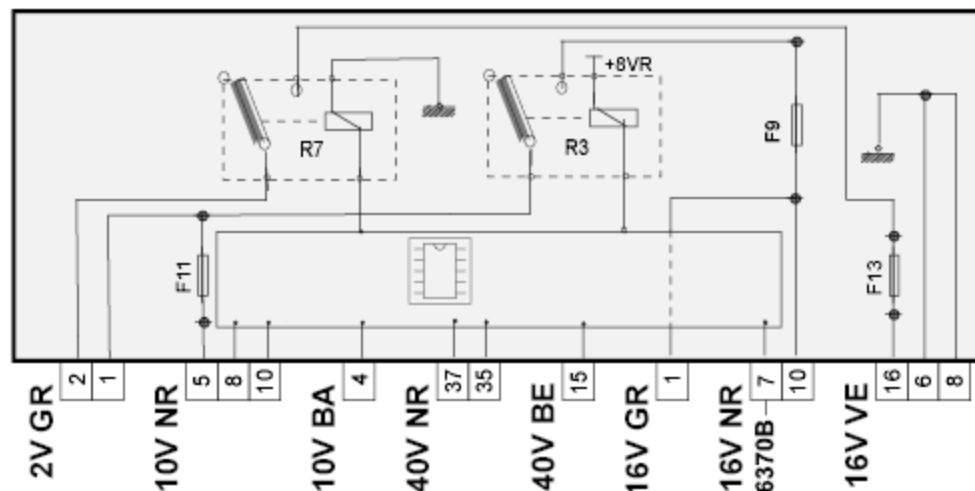 +8VR
R7
R3
F9
F11
F13
2V GR
2
1
10V NR
5
8
10
10V BA
4
40V NR
37
35
40V BE
15
16V GR
1
16V NR
6370B
7
10
16V VE
16
6
8